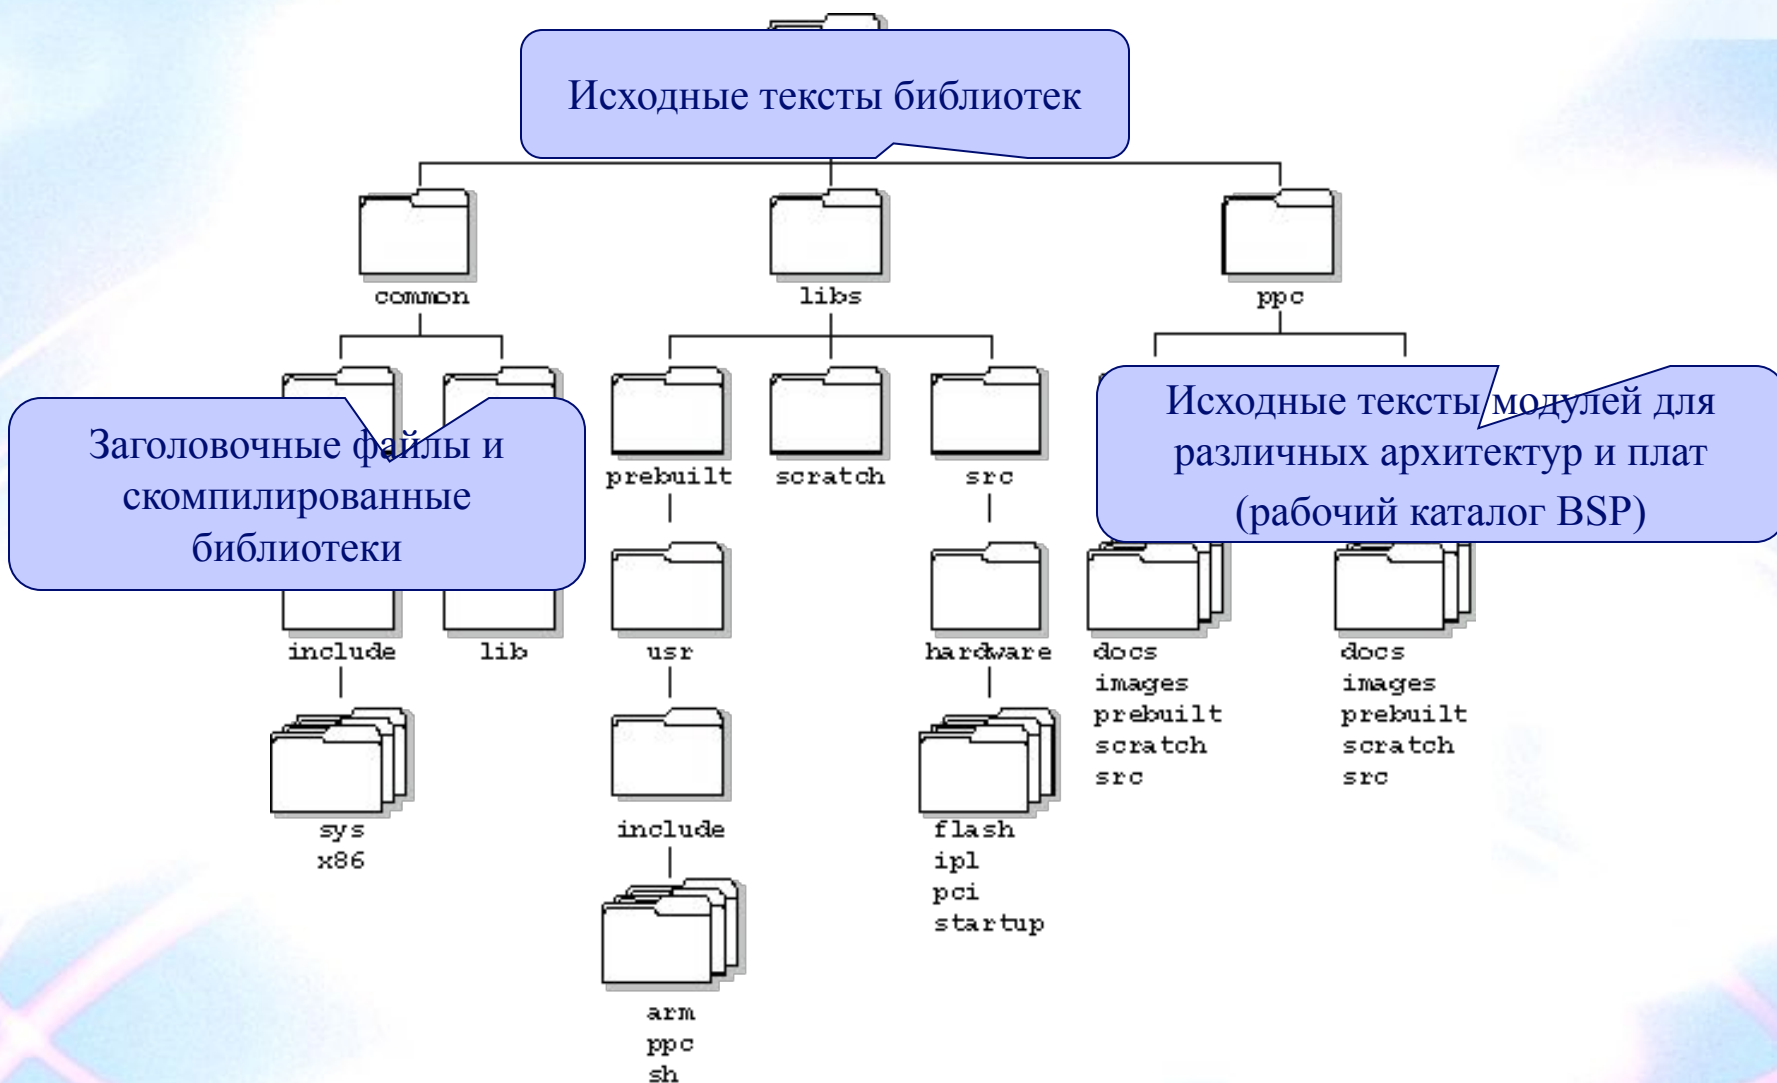 Исходные тексты библиотек
common
libs
ppc
Заголовочные файлы и
скомпилированные
библиотеки
prebuilt
scratch
src
Исходные тексты модулей для
различных архитектур и плат
(рабочий каталог BSP)
include
lib
usr
hardware
docs
images
prebuilt
scratch
src
docs
images
prebuilt
scratch
src
sys
x86
include
flash
ipl
pci
startup
arm
ppc
sh